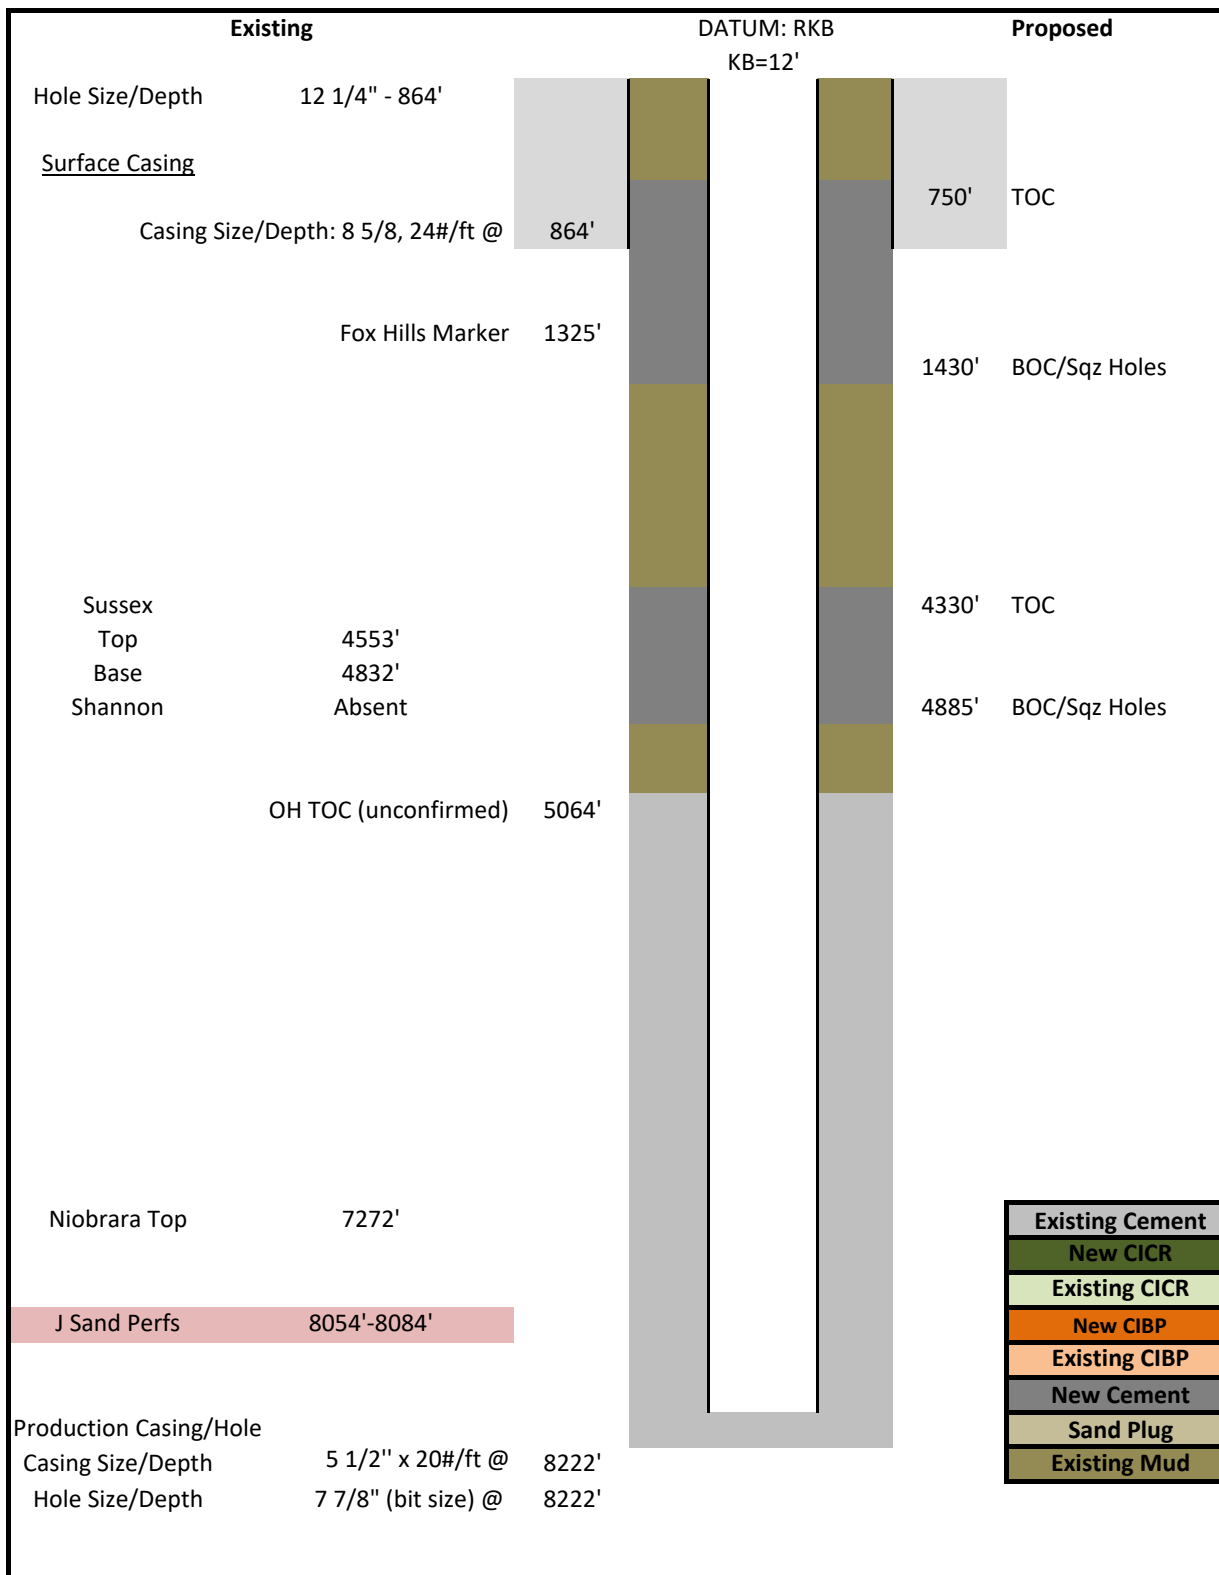 Existing DATUM: RKB Proposed
KB=12'
Hole Size/Depth 12 1/4" - 864'
Surface Casing
750' TOC
Casing Size/Depth: 8 5/8, 24#/ft @ 864'
Fox Hills Marker 1325'
1430' BOC/Sqz Holes
Sussex 4330' TOC
Top 4553'
Base 4832'
Shannon Absent 4885' BOC/Sqz Holes
OH TOC (unconfirmed) 5064'
Niobrara Top 7272'
Existing Cement
New CICR
Existing CICR
J Sand Perfs 8054'-8084'
New CIBP
Existing CIBP
New Cement
Production Casing/Hole
Sand Plug
Casing Size/Depth 5 1/2'' x 20#/ft @ 8222'
Existing Mud
Hole Size/Depth 7 7/8" (bit size) @ 8222'